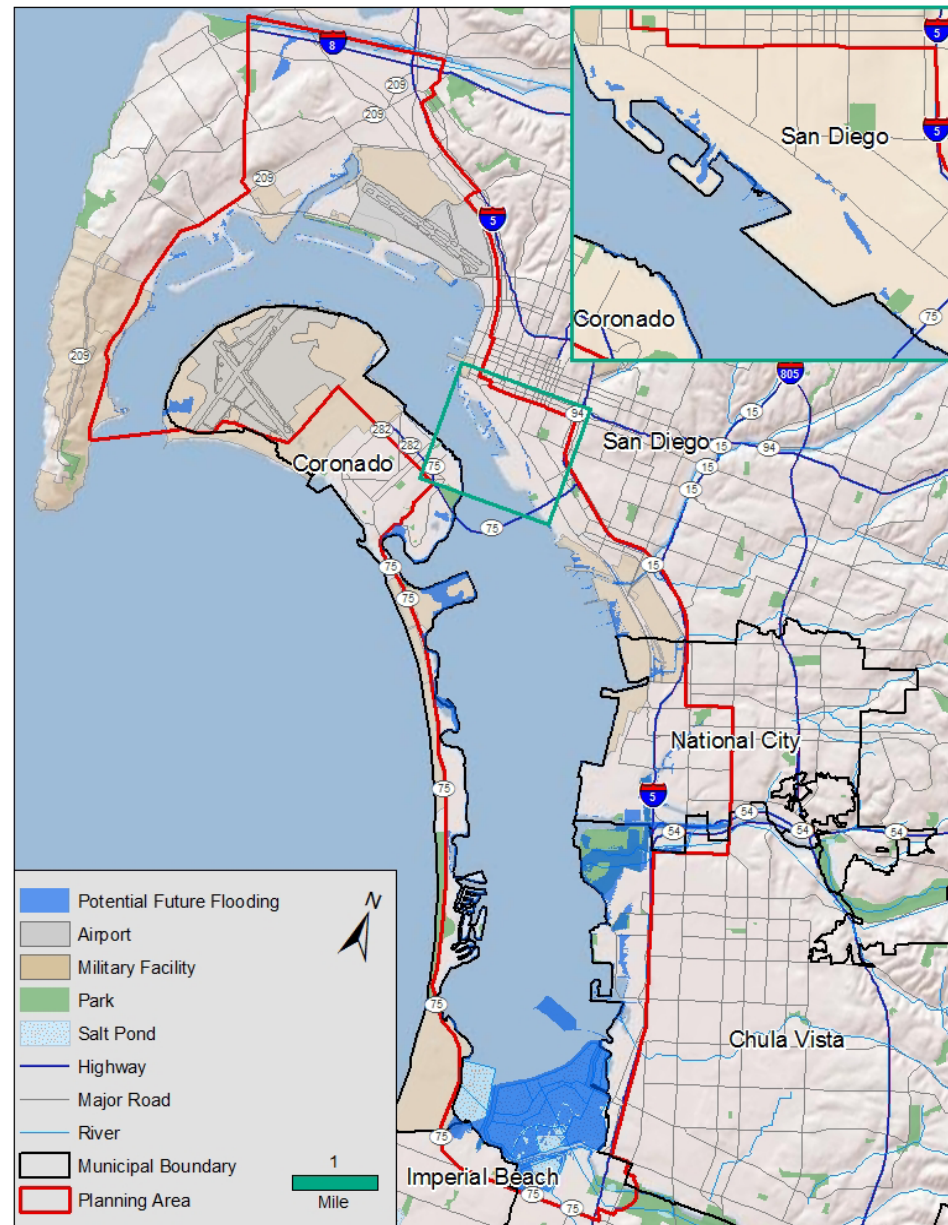 8
209
209
209
209
5
San Diego
5
5
75
Coronado
805
15
94
San Diego
94
15
15
282
282
75
Coronado
75
75
75
15
National City
75
5
54
54
54
54
Potential Future Flooding
Airport
Military Facility
Park
Salt Pond
Highway
Major Road
River
Municipal Boundary
Planning Area
N
1
Mile
75
Chula Vista
75
Imperial Beach
75
75